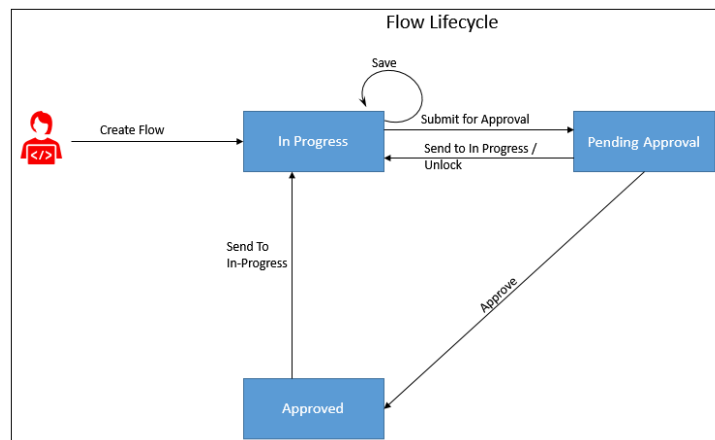 Flow Lifecycle
Save
Create Flow
In Progress
Submit for Approval
Pending Approval
Send to In Progress /
Unlock
Send To
In-Progress
Approve
Approved